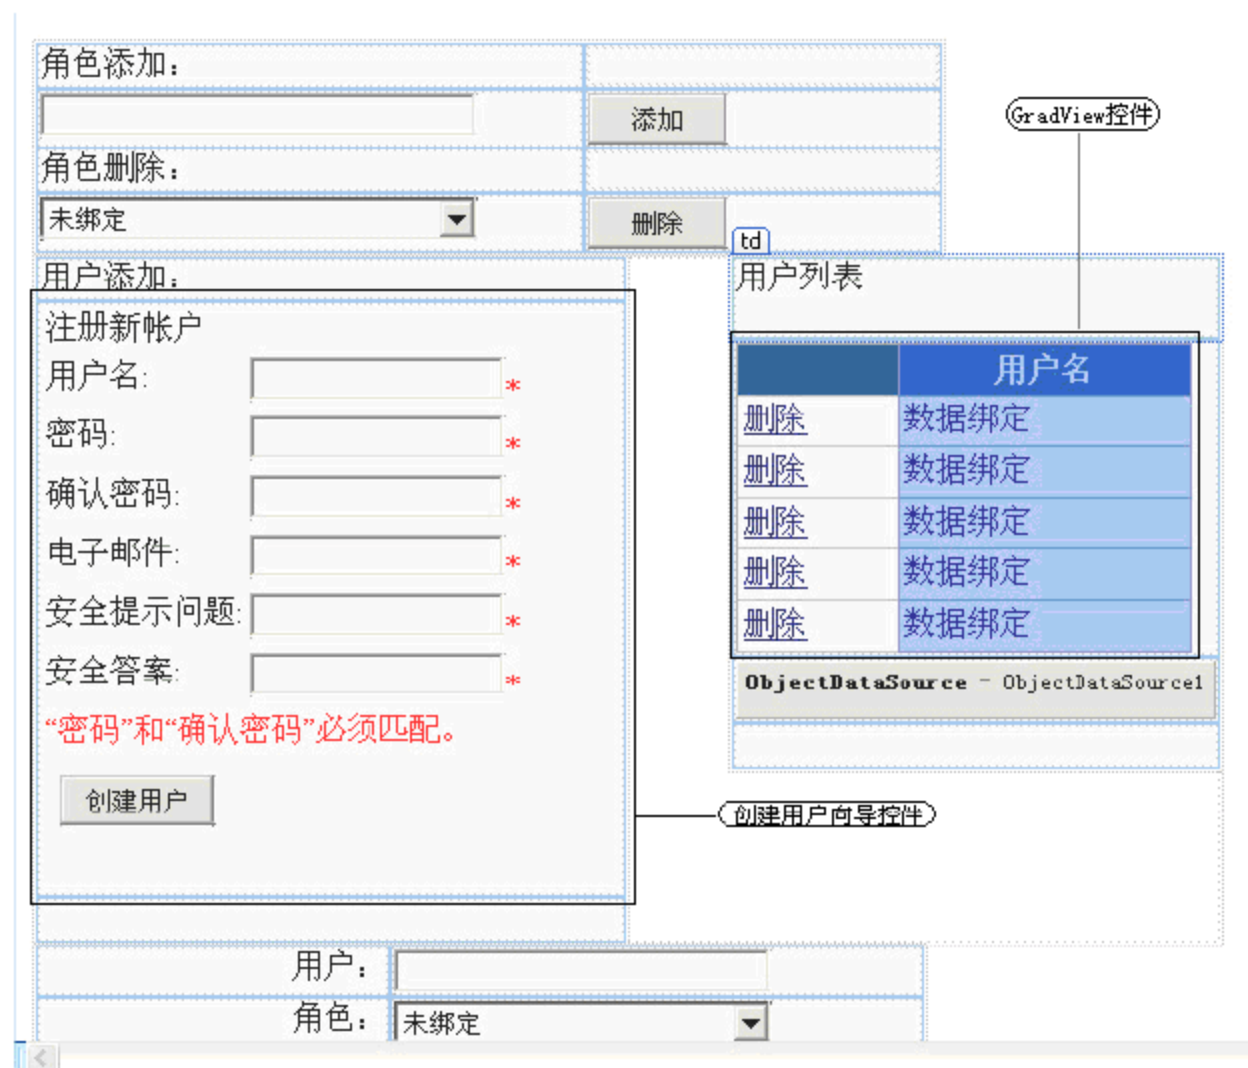 角色添加：
添加
GradView控件
角色删除：
未绑定
删除
td
用户添加：
用户列表
注册新帐户
用户名:
*
密码:
*
确认密码:
*
电子邮件:
*
安全提示问题:
*
安全答案:
*
“密码”和“确认密码”必须匹配。
创建用户
用户名
删除 数据绑定
删除 数据绑定
删除 数据绑定
删除 数据绑定
删除 数据绑定
ObjectDataSource - ObjectDataSource1
创建用户向导控件
用户：
角色：
未绑定